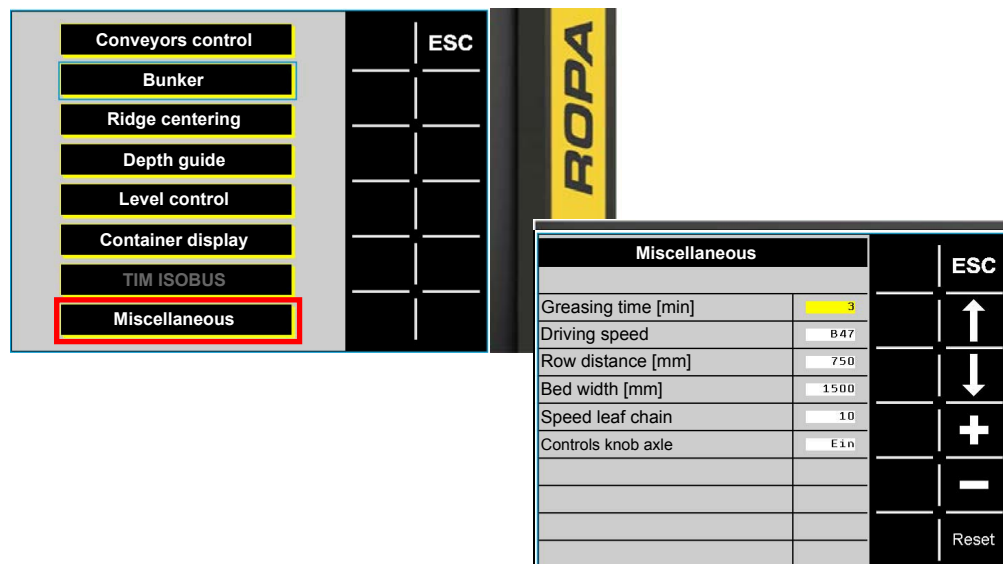 Conveyors control
ESC
Bunker
Ridge centering
Depth guide
Level control
Container display
TIM ISOBUS
Miscellaneous
ROPA
Miscellaneous
ESC
Greasing time [min] 3
Driving speed B47
Row distance [mm] 750
Bed width [mm] 1500
Speed leaf chain 10
Controls knob axle Ein
Reset